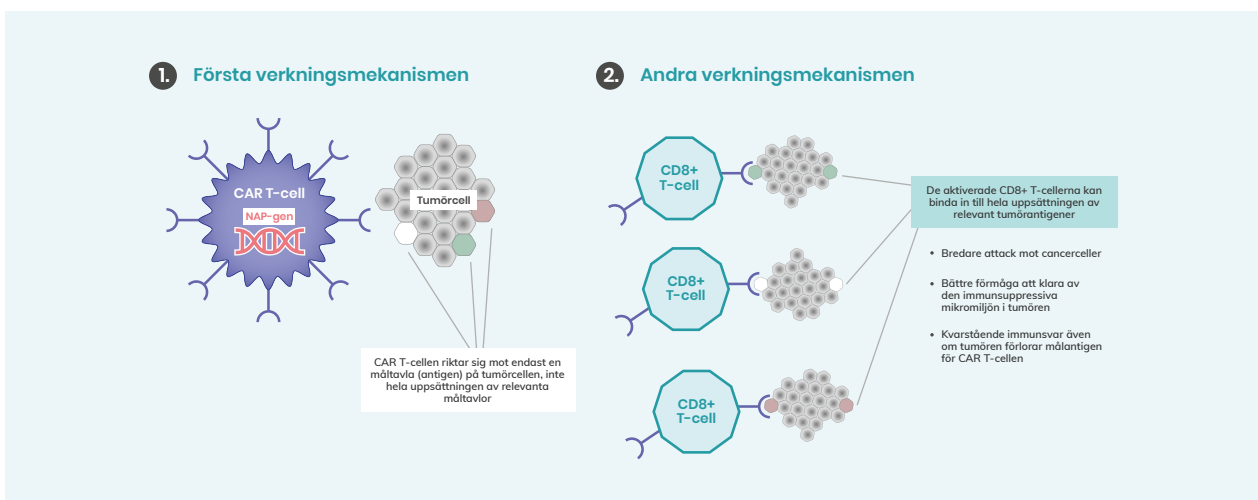 1. Första verkningsmekanismen
CAR T-cell
NAP-gen
Tumörcell
CAR T-cellen riktar sig mot endast en
måltavla (antigen) på tumörcellen, inte
hela uppsättningen av relevanta
måltavlor
2. Andra verkningsmekanismen
CD8+
T-cell
CD8+
T-cell
CD8+
T-cell
De aktiverade CD8+ T-cellerna kan
binda in till hela uppsättningen av
relevant tumörantigener
• Bredare attack mot cancerceller
• Bättre förmåga att klara av
den immunsuppressiva
mikromiljön i tumören
• Kvarstående immunsvar även
om tumören förlorar målantigen
för CAR T-cellen